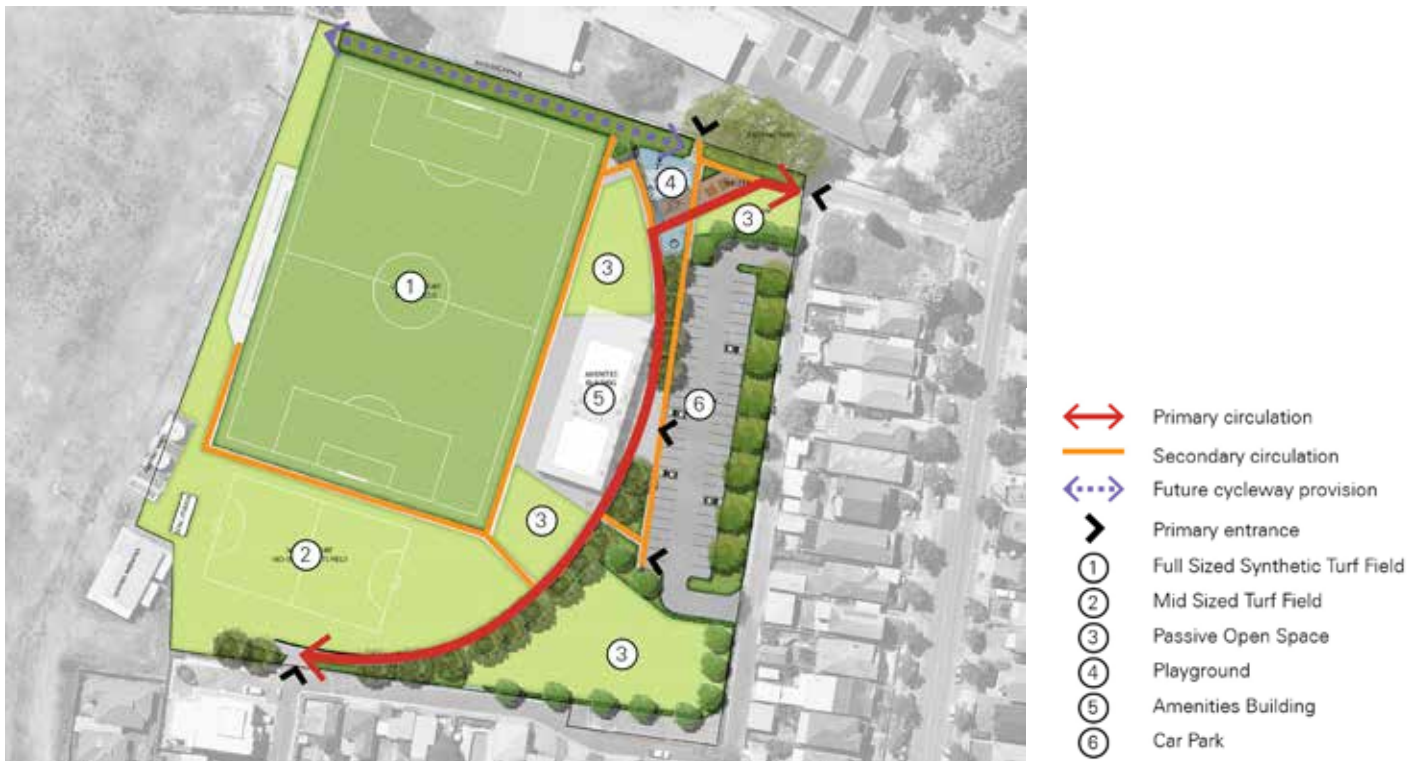 4
3
3
1
AMENITIES
BUILDING
5
6
3
2
3
Primary circulation
Secondary circulation
Future cycleway provision
Primary entrance
1 Full Sized Synthetic Turf Field
2 Mid Sized Turf Field
3 Passive Open Space
4 Playground
5 Amenities Building
6 Car Park